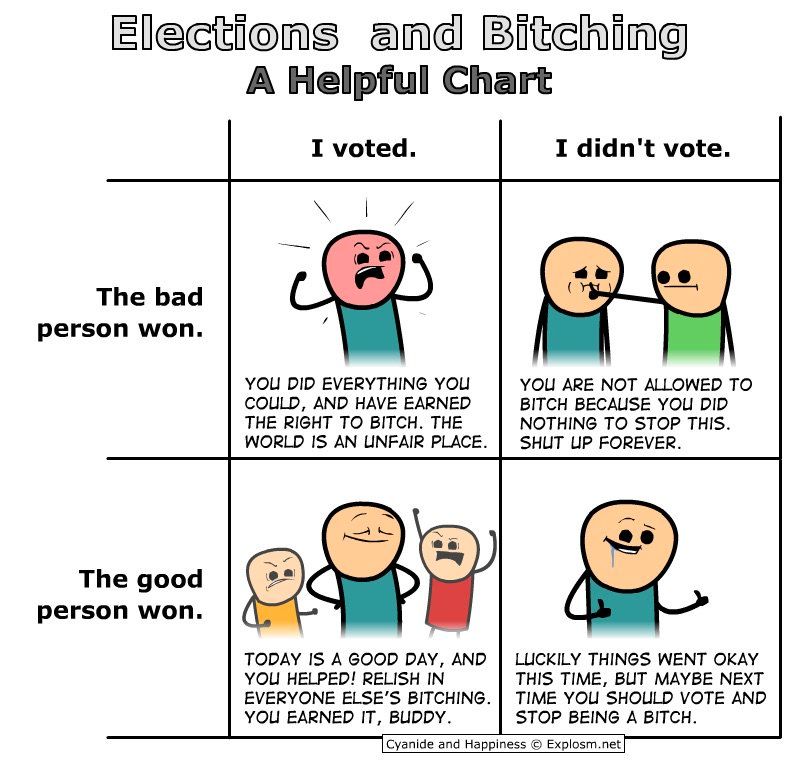 Elections and Bitching
A Helpful Chart
I voted.
I didn't vote.
The bad
person won.
YOU DID EVERYTHING YOU
COULD, AND HAVE EARNED
THE RIGHT TO BITCH. THE
WORLD IS AN UNFAIR PLACE.
YOU ARE NOT ALLOWED TO
BITCH BECAUSE YOU DID
NOTHING TO STOP THIS.
SHUT UP FOREVER.
The good
person won.
TODAY IS A GOOD DAY, AND
YOU HELPED! RELISH IN
EVERYONE ELSE'S BITCHING.
YOU EARNED IT, BUDDY.
LUCKILY THINGS WENT OKAY
THIS TIME, BUT MAYBE NEXT
TIME YOU SHOULD VOTE AND
STOP BEING A BITCH.
Cyanide and Happiness © Explosm.net